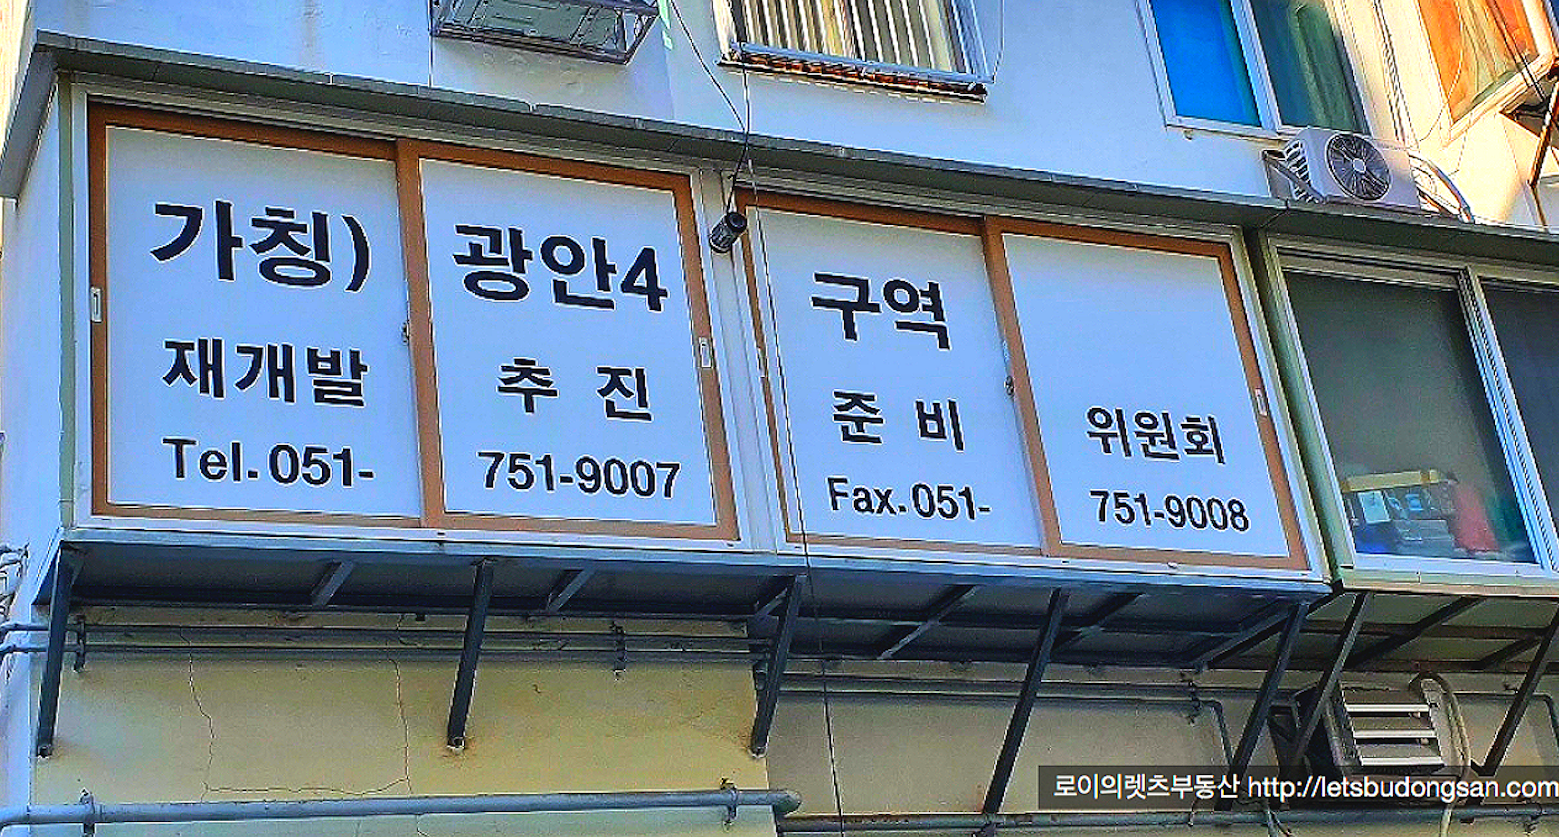 가칭) 광안4 구역
재개발 추 진 준 비 위원회
Tel.051-751-9007 Fax.051-751-9008
로이의렛츠부동산 http://letsbudongsan.com